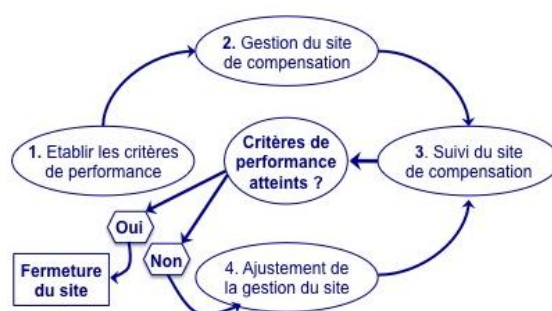 2. Gestion du site
de compensation
1. Etablir les critères
de performance
Critères de
performance
atteints ?
3. Suivi du site
de compensation
Oui
Non
Fermeture
du site
4. Ajustement de
la gestion du site